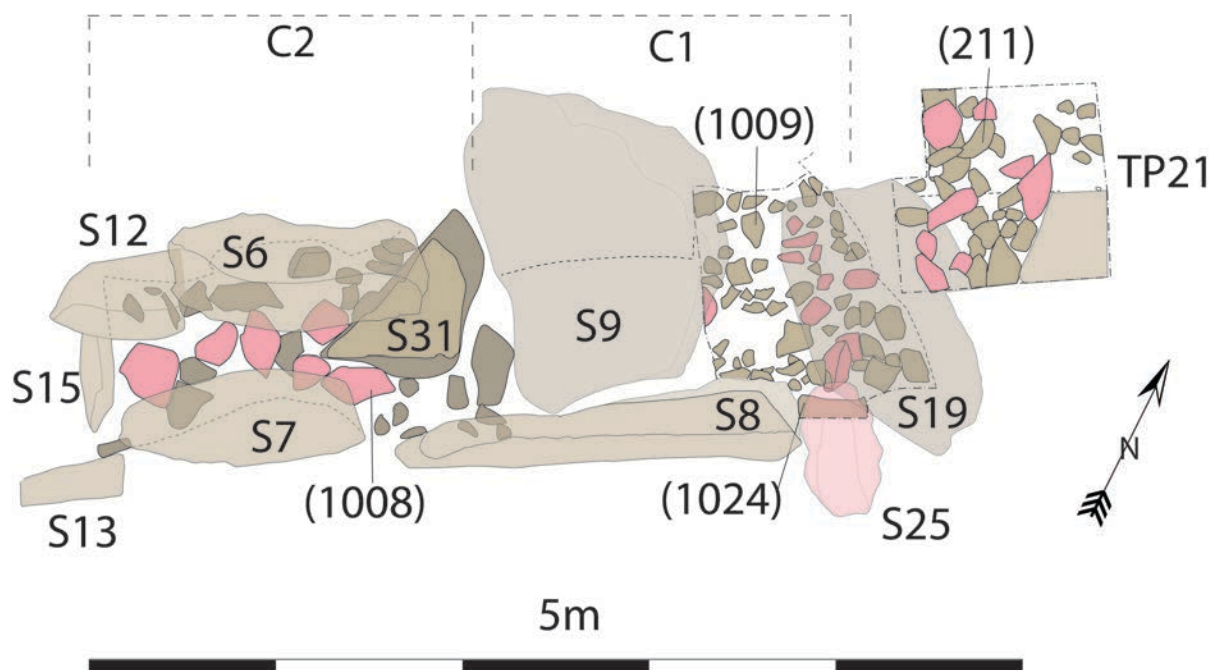 C2
C1
(211)
(1009)
TP21
S12
S6
S31
S9
S15
S7
S8
S19
(1008)
(1024)
S13
S25
N
5m